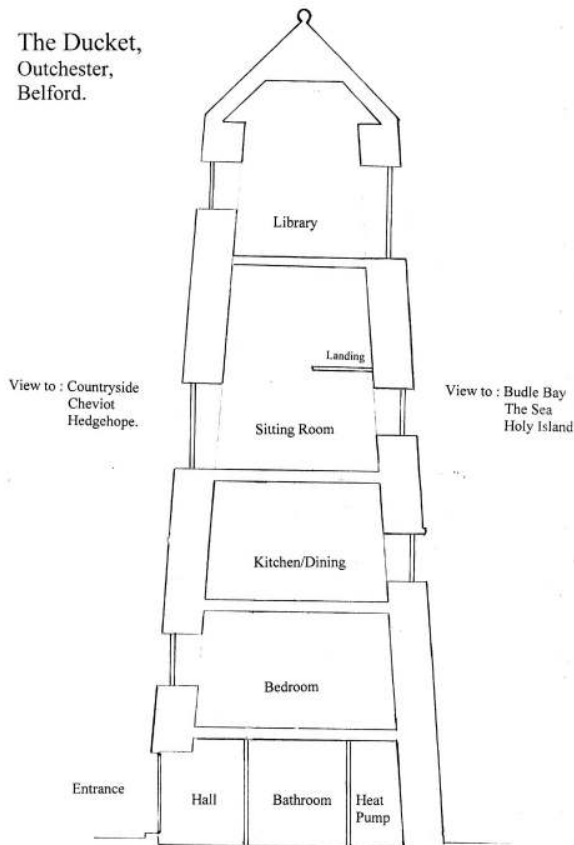 The Ducket,
Outchester,
Belford.
Library
Landing
View to : Countryside
Cheviot
Hedgehope.
View to : Budle Bay
The Sea
Holy Island
Sitting Room
Kitchen/Dining
Bedroom
Entrance
Hall
Bathroom
Heat
Pump